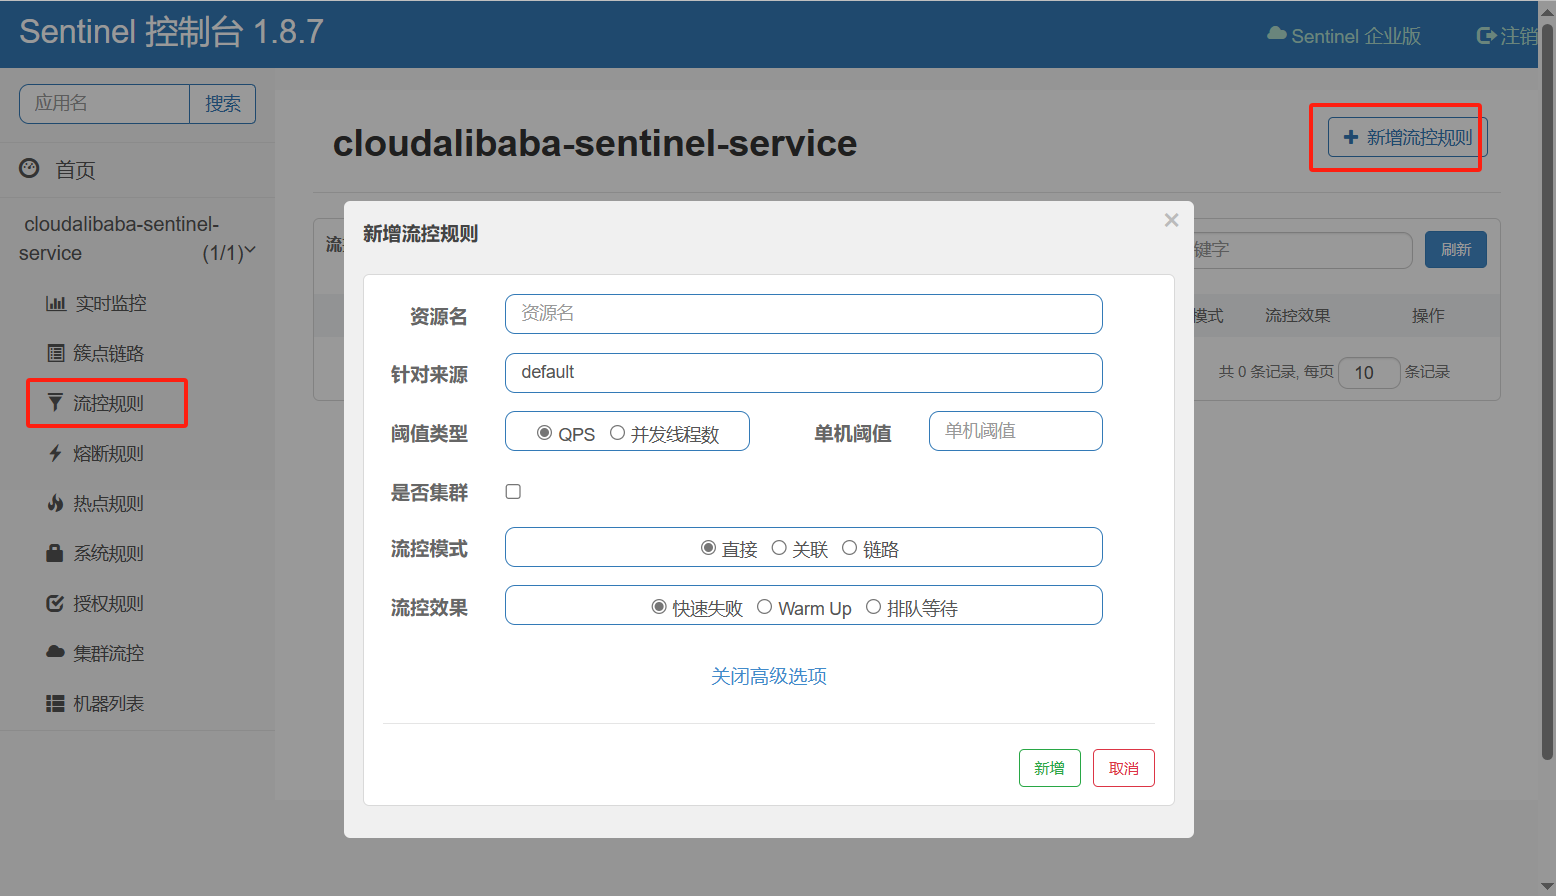 Sentinel 控制台 1.8.7
Sentinel 企业版
注销
应用名
搜索
首页
cloudalibaba-sentinel-
service (1/1)
实时监控
簇点链路
流控规则
熔断规则
热点规则
系统规则
授权规则
集群流控
机器列表
cloudalibaba-sentinel-service
新增流控规则
流
键字
刷新
模式 流控效果 操作
共 0 条记录, 每页 10 条记录
新增流控规则
资源名 资源名
针对来源 default
阈值类型 QPS 并发线程数 单机阈值 单机阈值
是否集群
流控模式 直接 关联 链路
流控效果 快速失败 Warm Up 排队等待
关闭高级选项
新增 取消